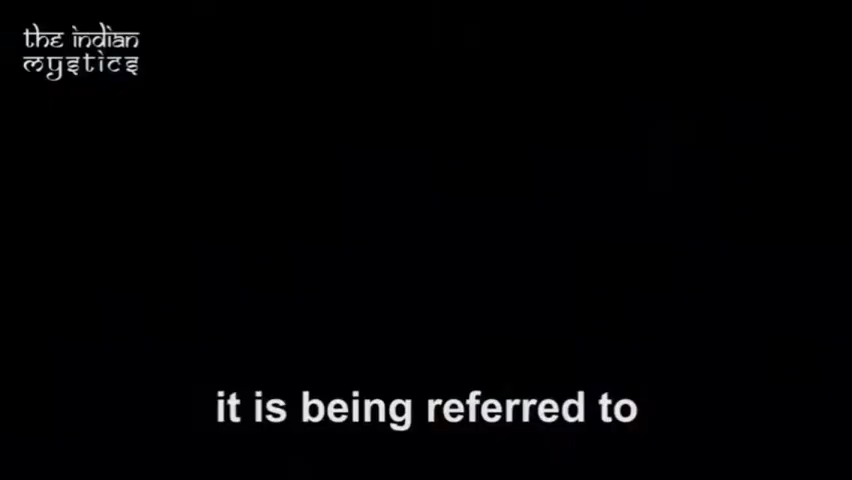 the indian
mystics
it is being referred to